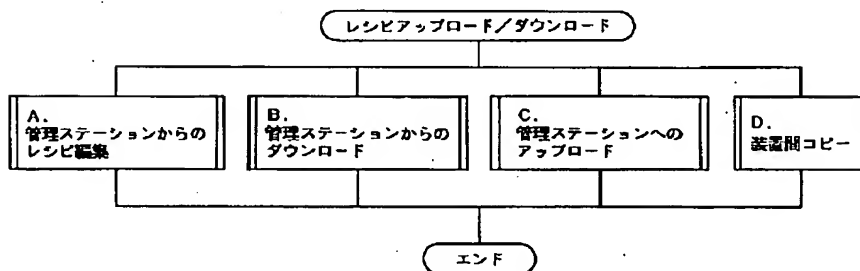 レシピアップロード/ダウンロード
A.
管理ステーションからの
レシピ編集
B.
管理ステーションからの
ダウンロード
C.
管理ステーションへの
アップロード
D.
装置間コピー
エンド